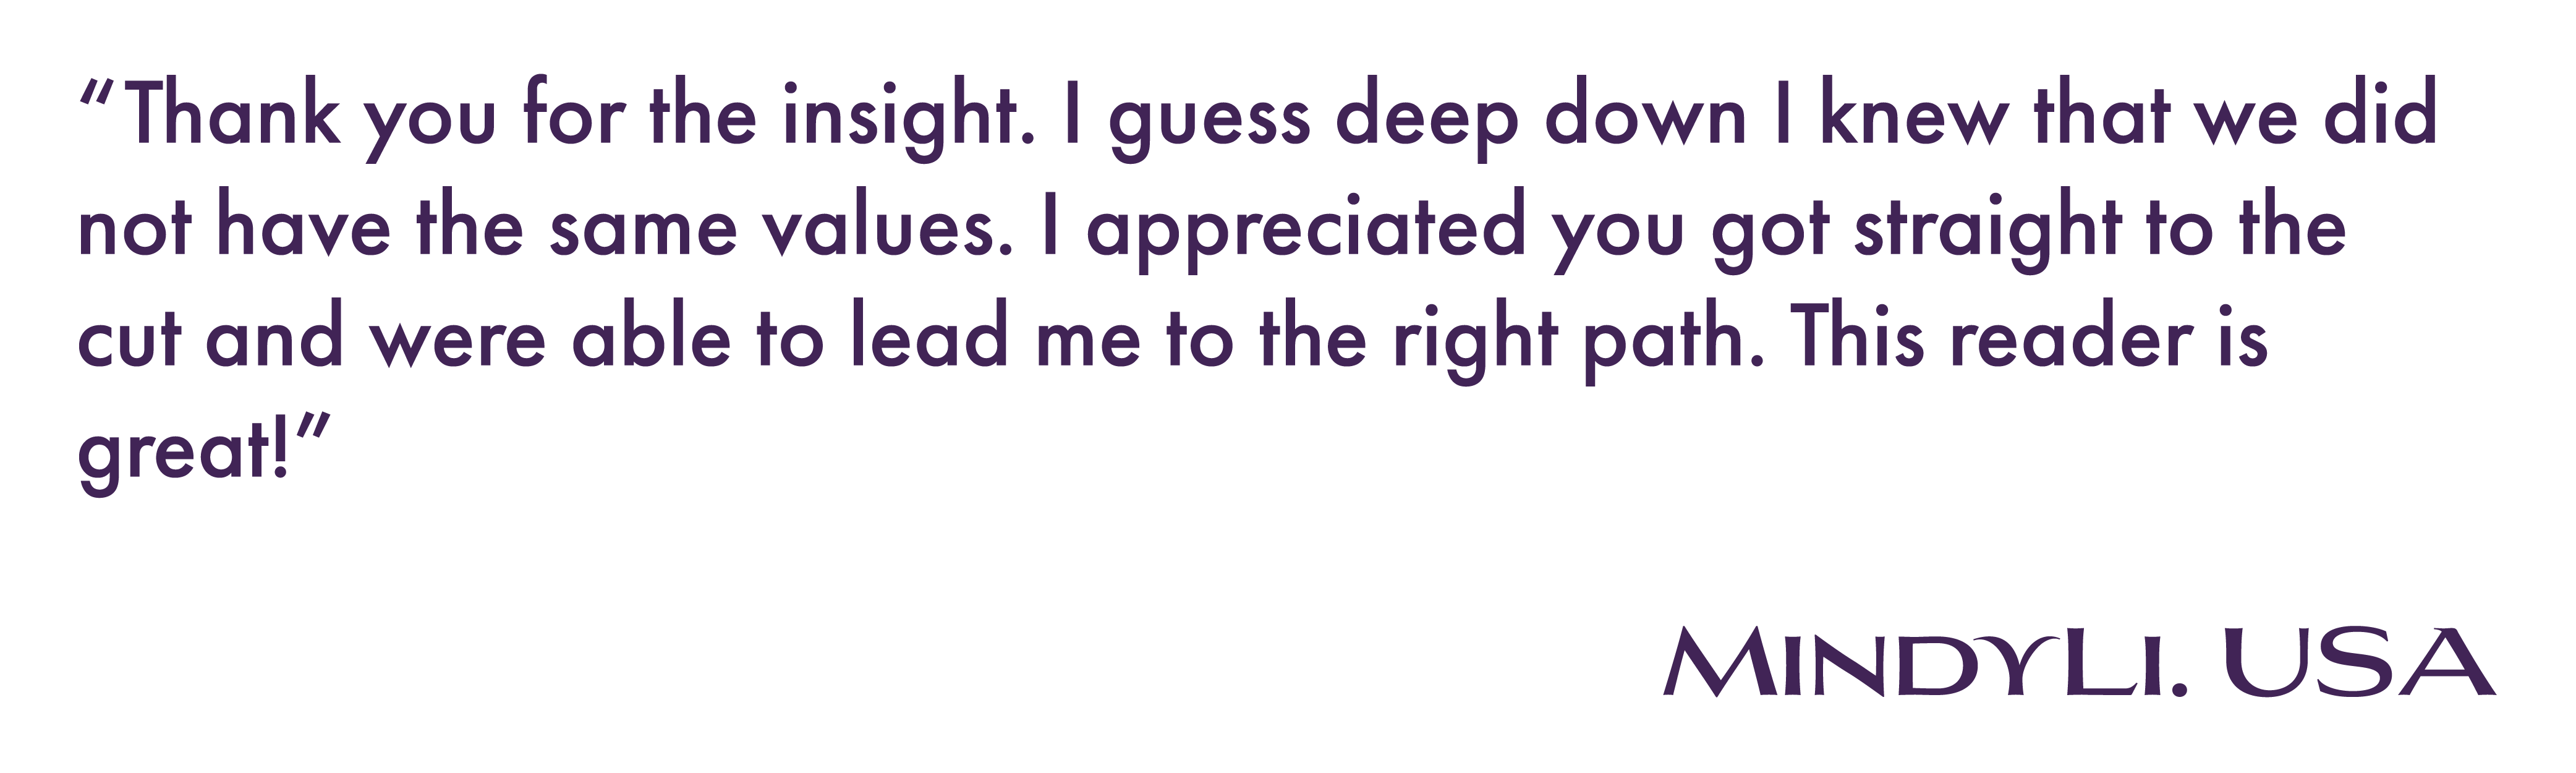 “Thank you for the insight. I guess deep down I knew that we did
not have the same values. I appreciated you got straight to the
cut and were able to lead me to the right path. This reader is
great!”
MindyLi. USA